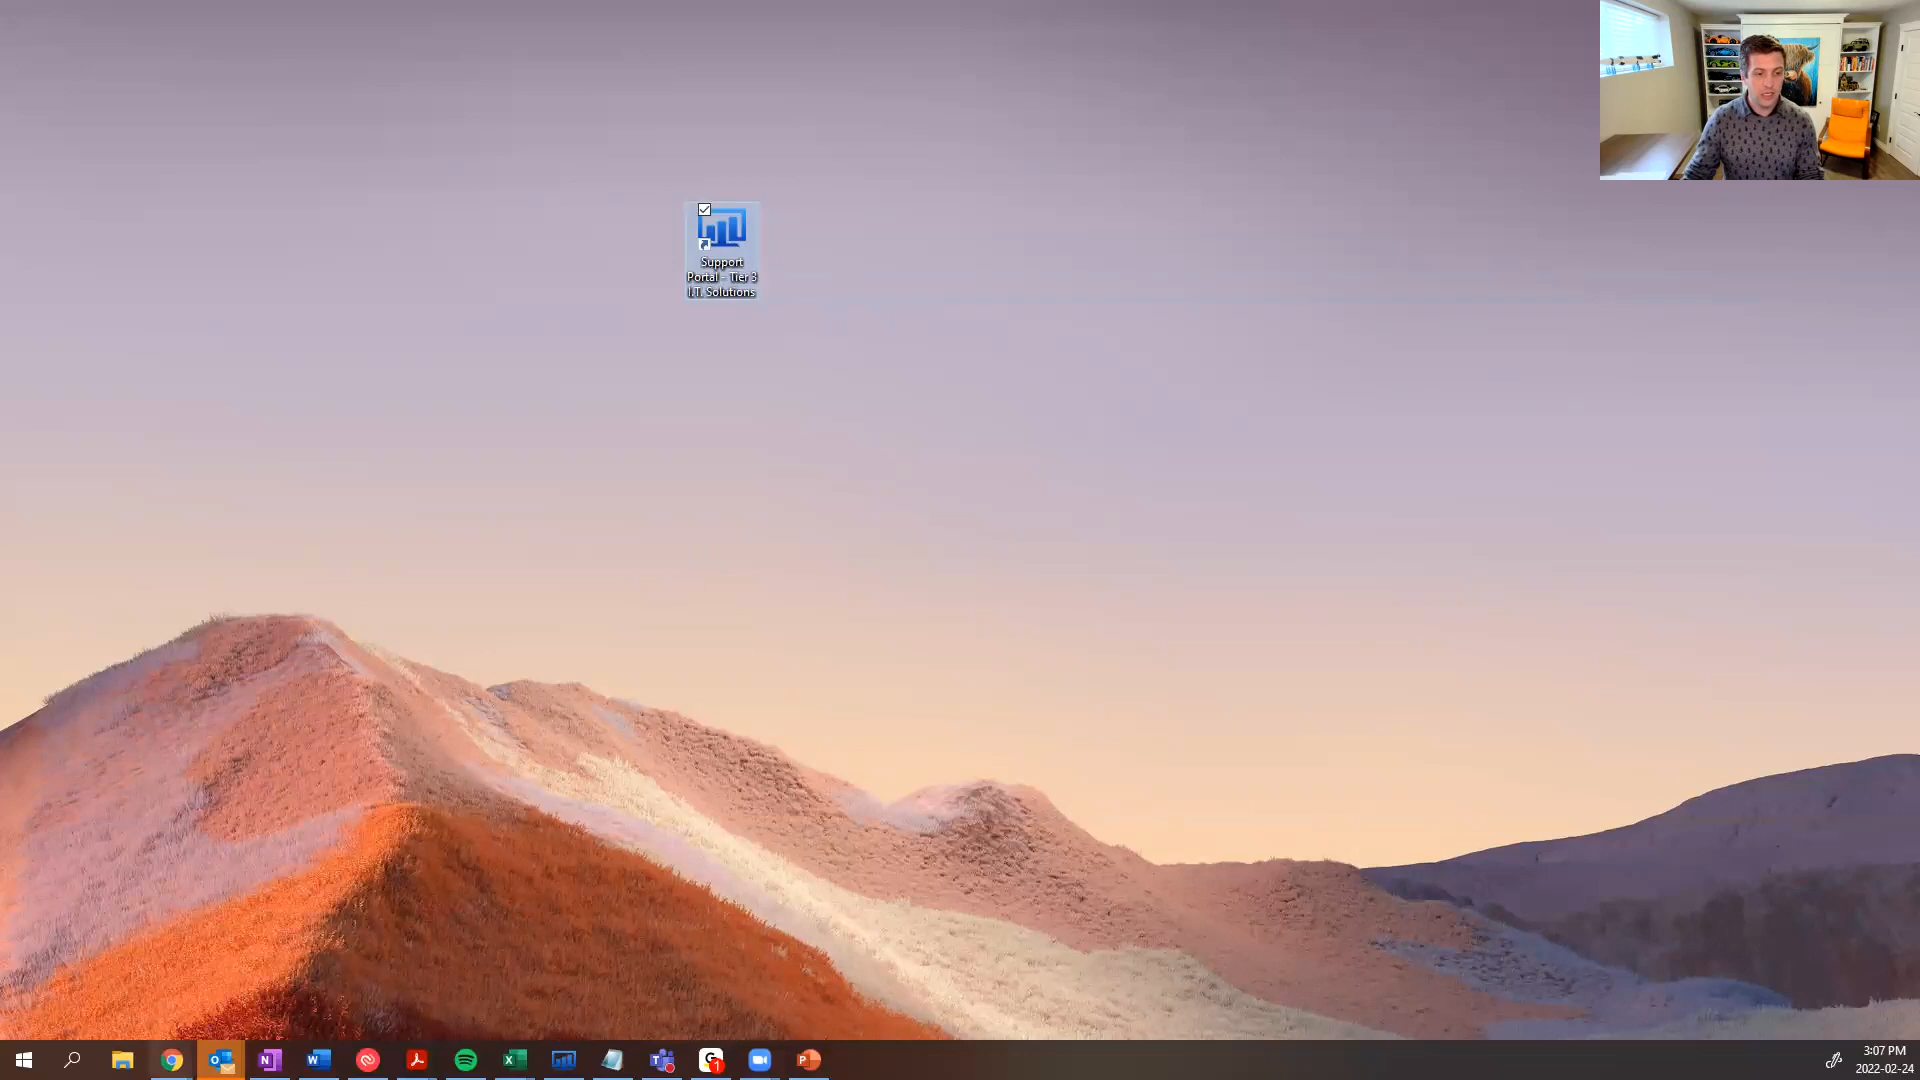 Support
Portal - Tier 3
I.T. Solutions
3:07 PM
2022-02-24